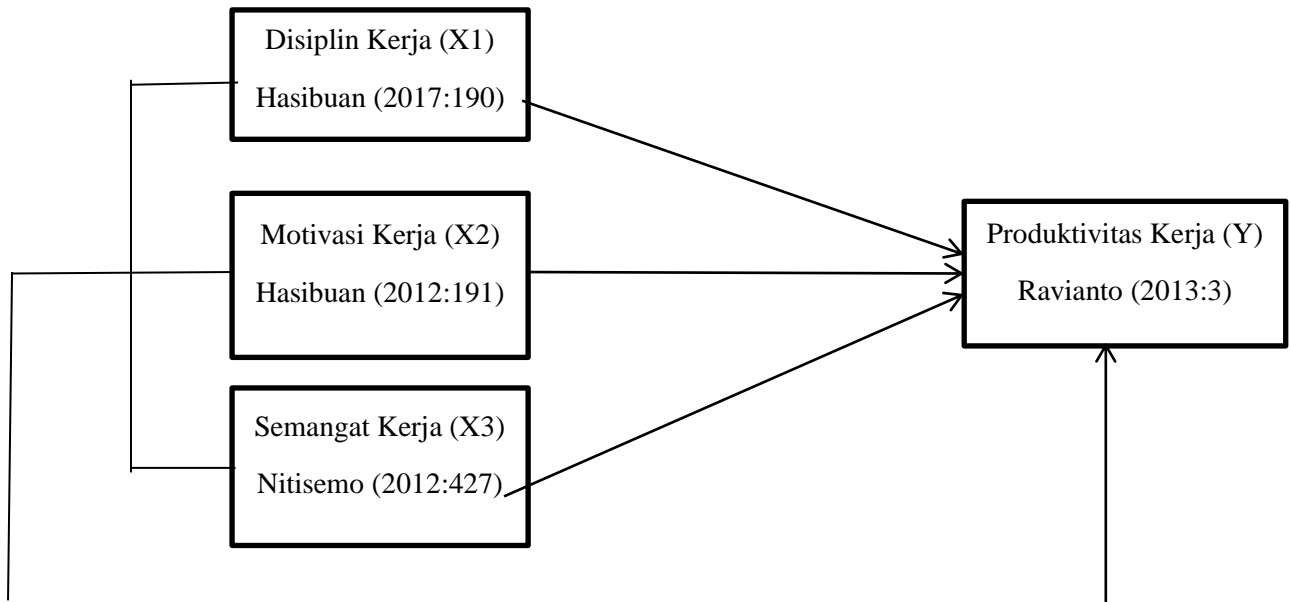 Disiplin Kerja (X1)
Hasibuan (2017:190)
Motivasi Kerja (X2)
Hasibuan (2012:191)
Semangat Kerja (X3)
Nitisemo (2012:427)
Produktivitas Kerja (Y)
Ravianto (2013:3)